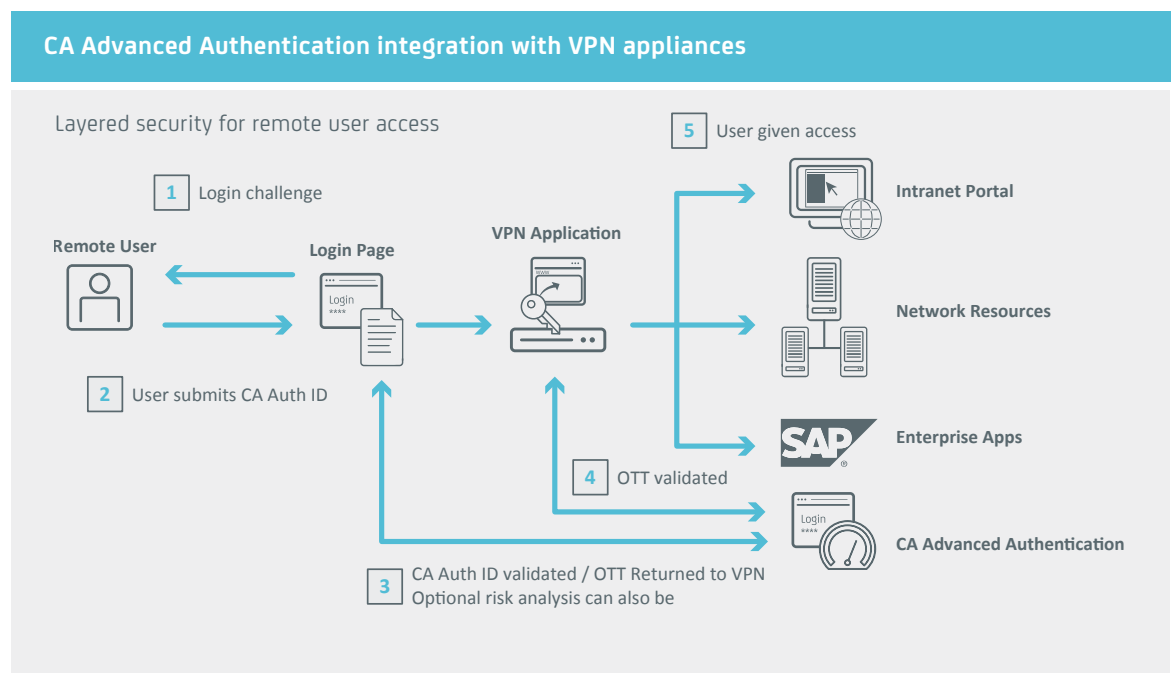 CA Advanced Authentication integration with VPN appliances
Layered security for remote user access
5 User given access
1 Login challenge
Intranet Portal
VPN Application
Remote User
Login Page
www
Login
****
Network Resources
2 User submits CA Auth ID
SAP®
Enterprise Apps
4 OTT validated
Login
****
CA Advanced Authentication
3 CA Auth ID validated / OTT Returned to VPN
Optional risk analysis can also be